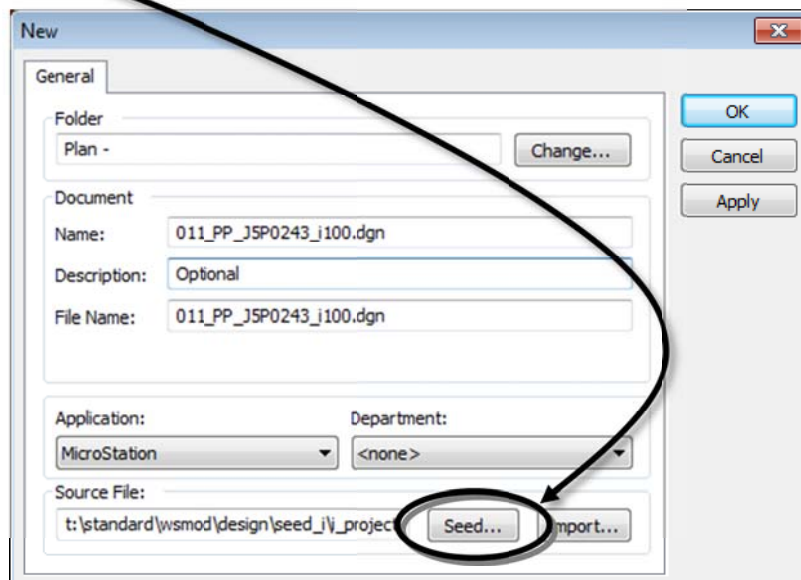 New
General
Folder
Plan -
Change...
Document
Name: 011_PP_J5P0243_i100.dgn
Description: Optional
File Name: 011_PP_J5P0243_i100.dgn
Application: Department:
MicroStation <none>
Source File:
t:\standard\wsmod\design\seed_i\i_project Seed... Import...
OK
Cancel
Apply